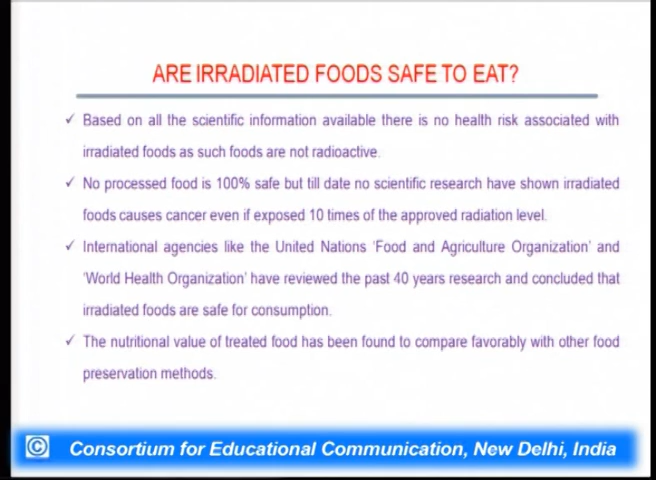 ARE IRRADIATED FOODS SAFE TO EAT?
✓ Based on all the scientific information available there is no health risk associated with
irradiated foods as such foods are not radioactive.
✓ No processed food is 100% safe but till date no scientific research have shown irradiated
foods causes cancer even if exposed 10 times of the approved radiation level.
✓ International agencies like the United Nations 'Food and Agriculture Organization' and
'World Health Organization' have reviewed the past 40 years research and concluded that
irradiated foods are safe for consumption.
✓ The nutritional value of treated food has been found to compare favorably with other food
preservation methods.
© Consortium for Educational Communication, New Delhi, India